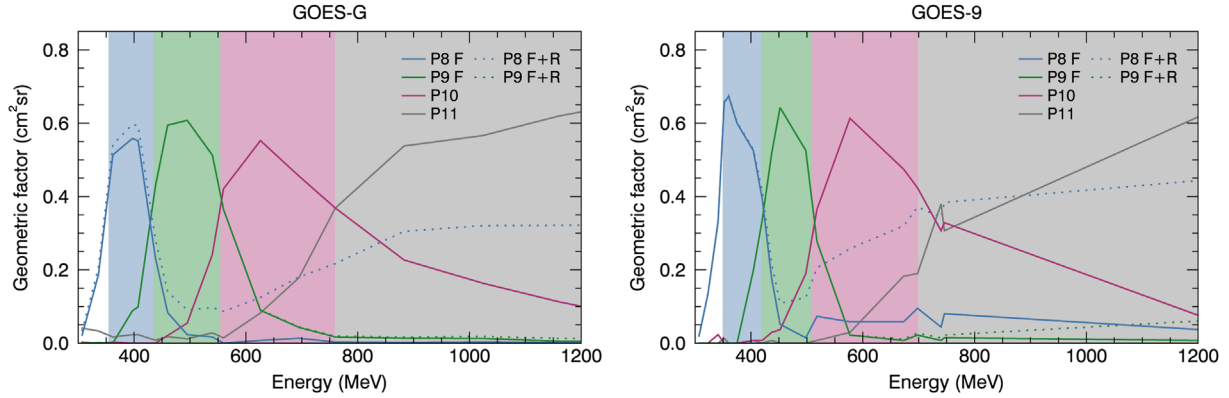 GOES-G
Geometric factor (cm²sr)
0.8
0.6
0.4
0.2
0.0
400 600 800 1000 1200
Energy (MeV)
P8 F P8 F+R
P9 F P9 F+R
P10
P11
GOES-9
Geometric factor (cm²sr)
0.8
0.6
0.4
0.2
0.0
400 600 800 1000 1200
Energy (MeV)
P8 F P8 F+R
P9 F P9 F+R
P10
P11